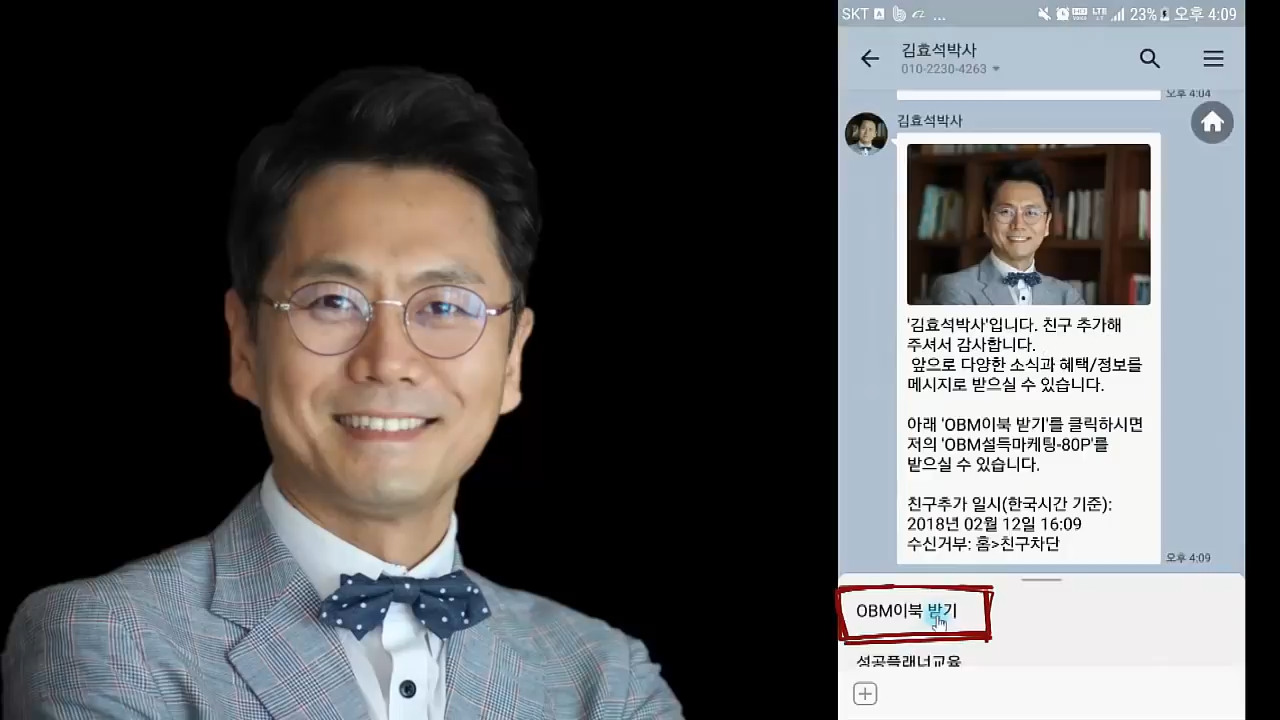 SKT
...
LTE
23%
오후 4:09
김효석박사
010-2230-4263
오후 4:04
김효석박사
'김효석박사'입니다. 친구 추가해
주셔서 감사합니다.
앞으로 다양한 소식과 혜택/정보를
메시지로 받으실 수 있습니다.
아래 'OBM이북 받기'를 클릭하시면
저의 'OBM설득마케팅-80P'를
받으실 수 있습니다.
친구추가 일시(한국시간 기준):
2018년 02월 12일 16:09
수신거부: 홈>친구차단
오후 4:09
OBM이북 받기
성공플래너교육